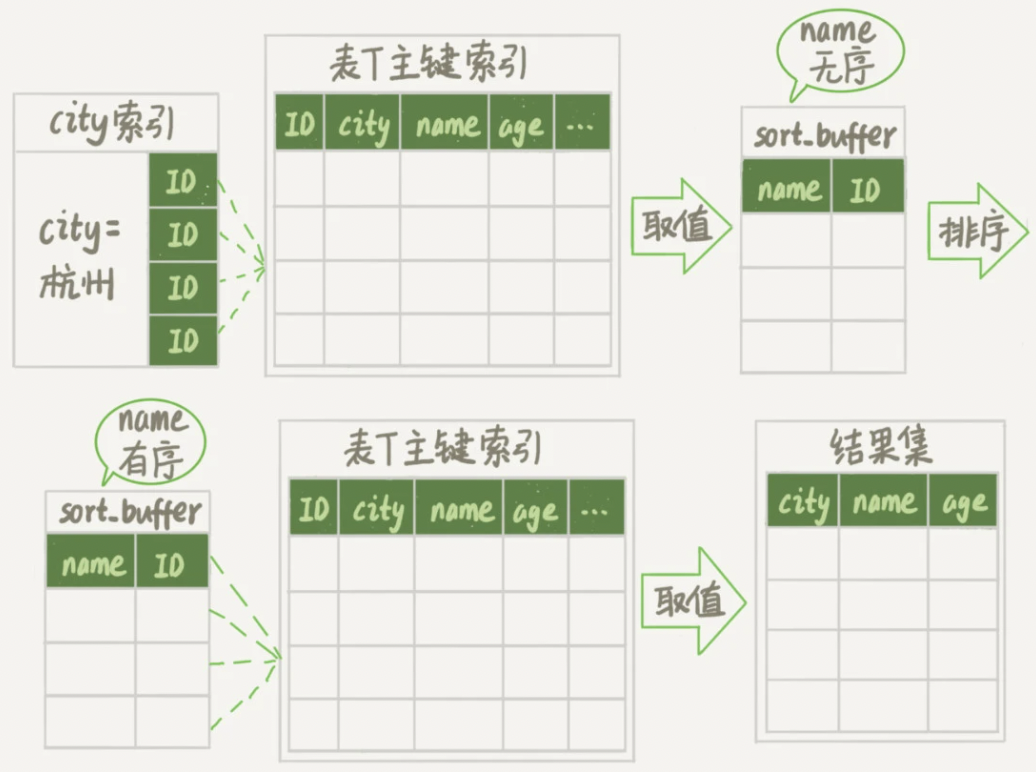 city索引
city=
杭州
ID
ID
ID
ID
表T主键索引
ID city name age ...
取值
name
无序
sort_buffer
name ID
排序
name
有序
sort_buffer
name ID
表T主键索引
ID city name age ...
取值
结果集
city name age